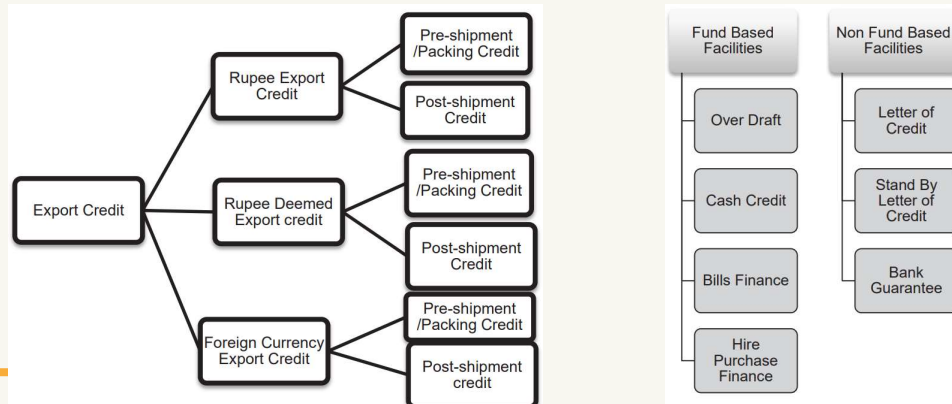 Export Credit
Rupee Export
Credit
Pre-shipment
/Packing Credit
Post-shipment
Credit
Rupee Deemed
Export credit
Pre-shipment
/Packing Credit
Post-shipment
Credit
Foreign Currency
Export Credit
Pre-shipment
/Packing Credit
Post-shipment
credit
Fund Based
Facilities
Over Draft
Cash Credit
Bills Finance
Hire
Purchase
Finance
Non Fund Based
Facilities
Letter of
Credit
Stand By
Letter of
Credit
Bank
Guarantee